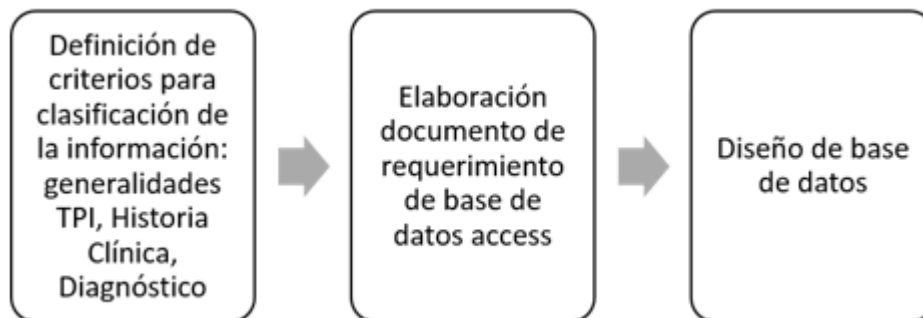 Definición de
criterios para
clasificación de
la información:
generalidades
TPI, Historia
Clínica,
Diagnóstico
Elaboración
documento de
requerimiento
de base de
datos access
Diseño de base
de datos